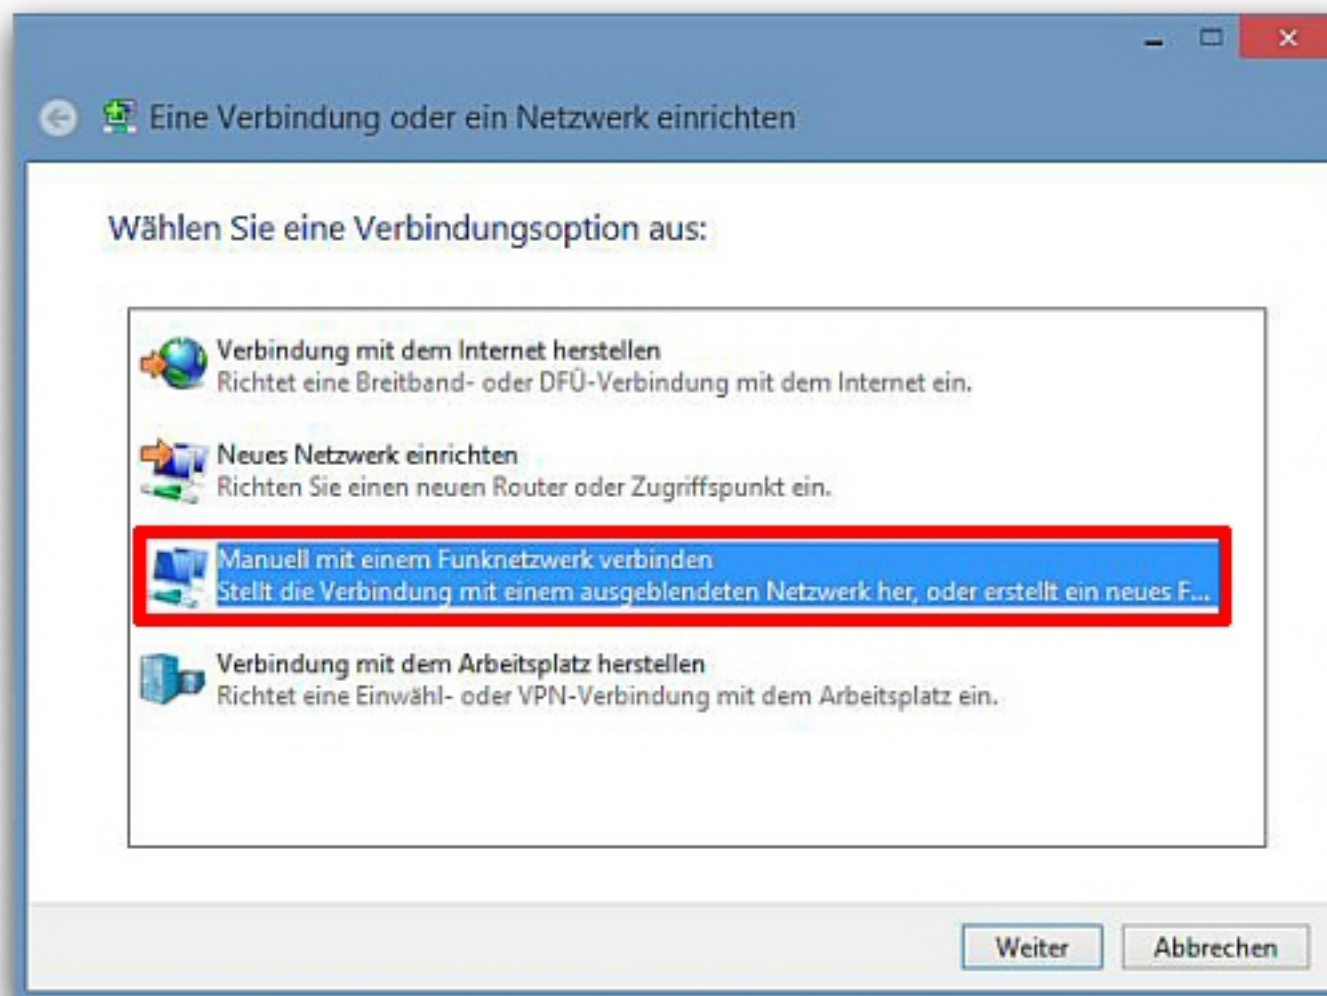 Eine Verbindung oder ein Netzwerk einrichten
Wählen Sie eine Verbindungsoption aus:
Verbindung mit dem Internet herstellen
Richtet eine Breitband- oder DFÜ-Verbindung mit dem Internet ein.
Neues Netzwerk einrichten
Richten Sie einen neuen Router oder Zugriffspunkt ein.
Manuell mit einem Funknetzwerk verbinden
Stellt die Verbindung mit einem ausgeblendeten Netzwerk her, oder erstellt ein neues F...
Verbindung mit dem Arbeitsplatz herstellen
Richtet eine Einwähl- oder VPN-Verbindung mit dem Arbeitsplatz ein.
Weiter Abbrechen